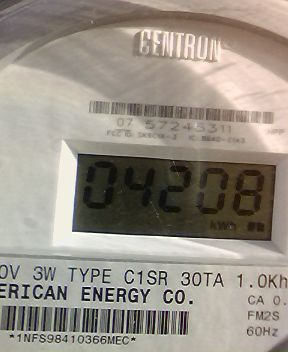 CENTRON
07 57245311
04208
0V 3W TYPE C1SR 30TA 1.0Kh
ERICAN ENERGY CO.
CA 0.
FM2S
60Hz
*1NFS98410366MEC*